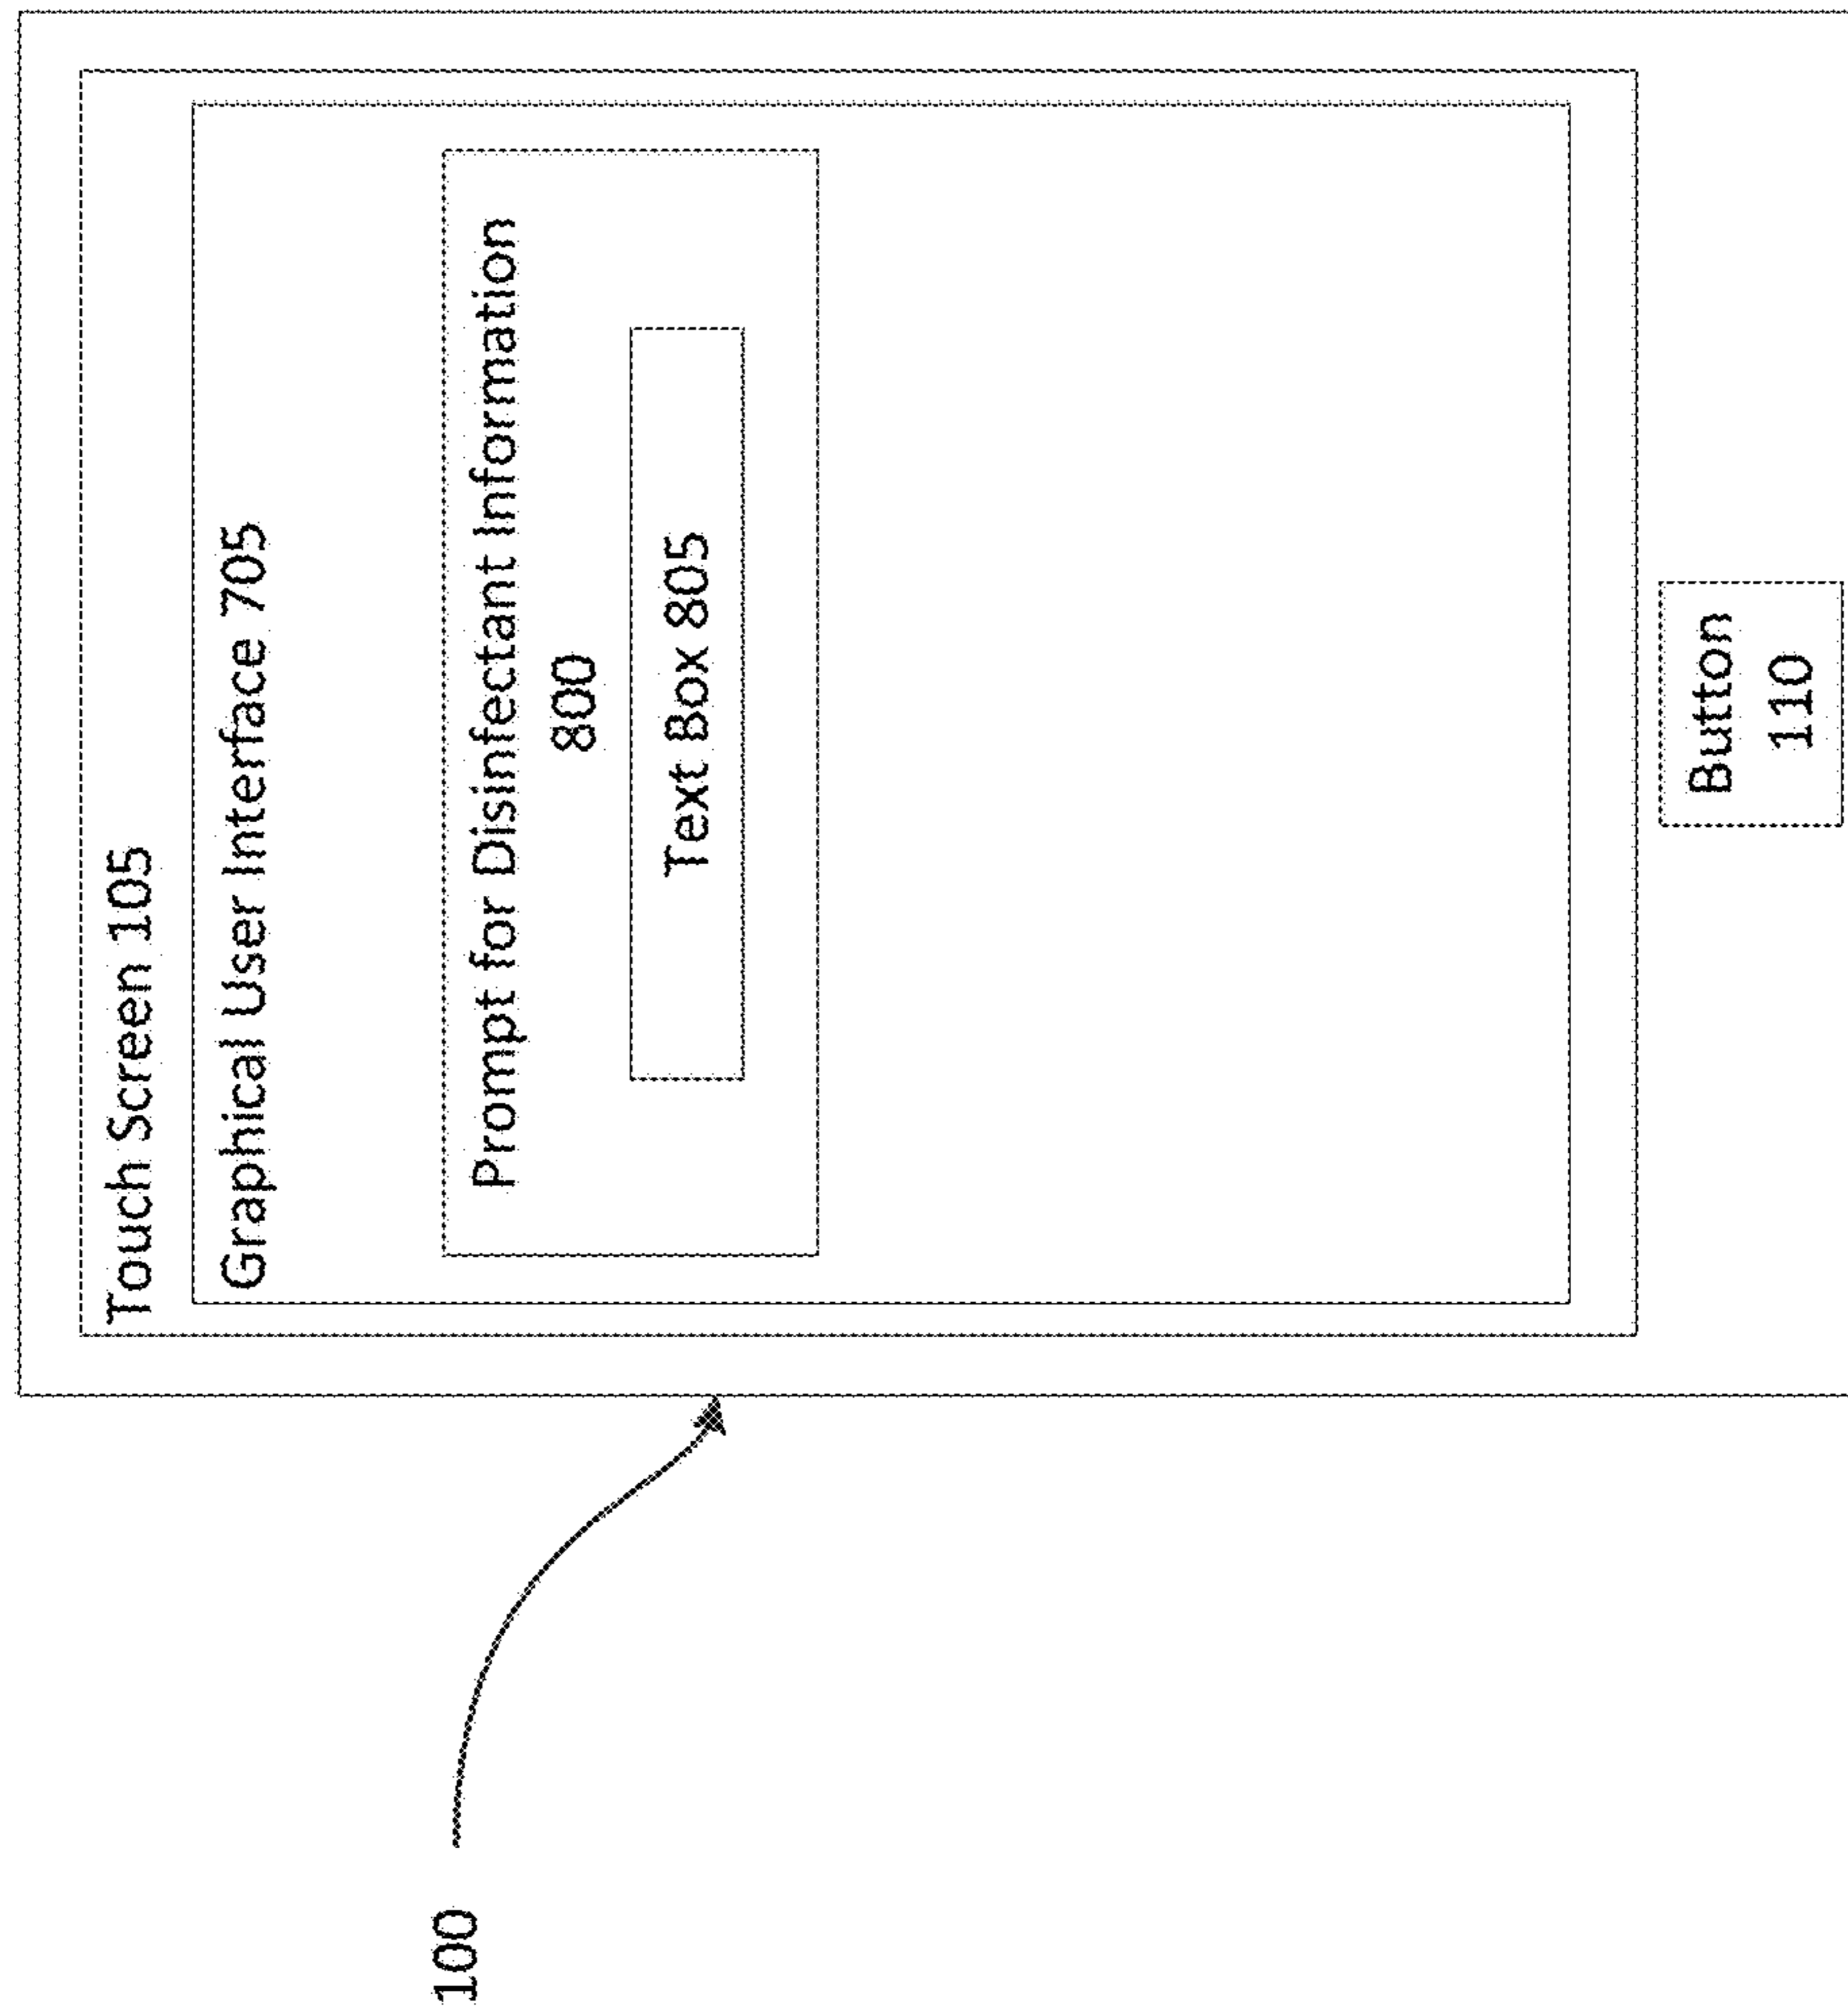 100
Touch Screen 105
Graphical User Interface 705
Prompt for Disinfectant Information
800
Text Box 805
Button
110